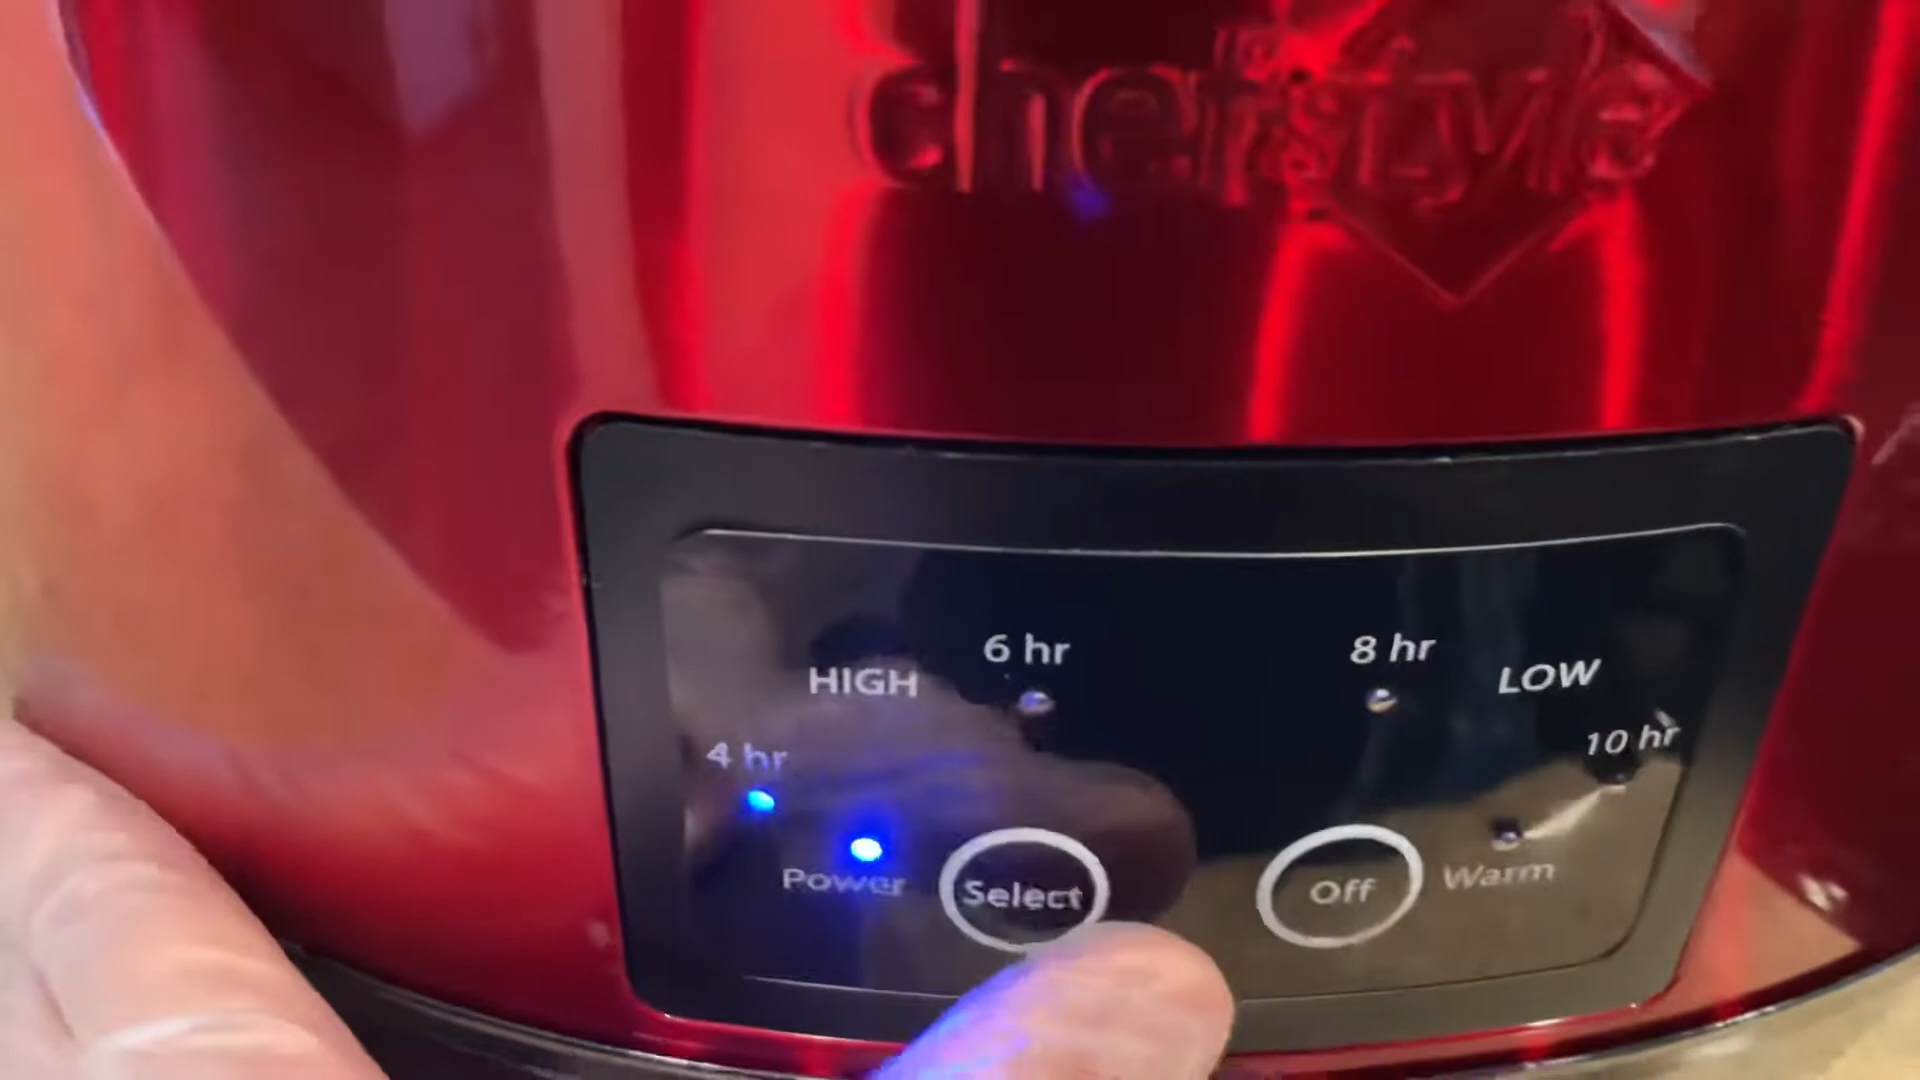 chefstyle
6 hr
8 hr
HIGH
LOW
4 hr
10 hr
Power
Select
Off
Warm